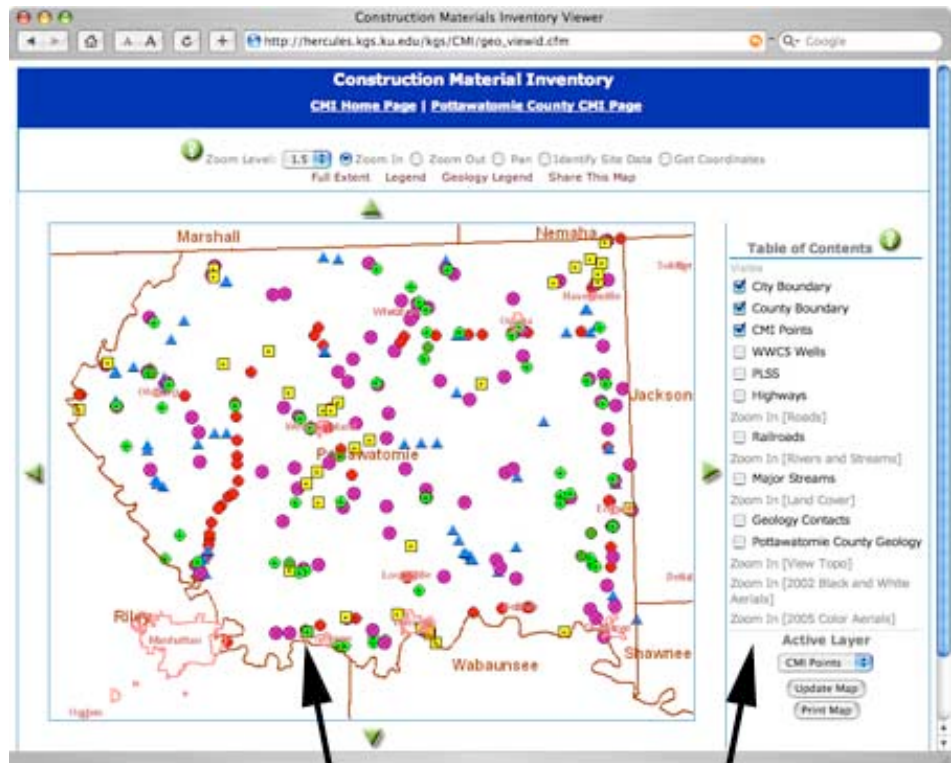 Construction Materials Inventory Viewer
A A C + http://hercules.kgs.ku.edu/kgs/CMI/geo_viewid.cfm Q- Google
Construction Material Inventory
CMI Home Page | Pottawatomie County CMI Page
Zoom Level: 1.5 Zoom In Zoom Out Pan Identify Site Data Get Coordinates
Full Extent Legend Geology Legend Share This Map
Marshall
Nemaha
Jackson
Pottawatomie
Riley
Manhattan
Wabaunsee
Shawnee
Table of Contents
Visible
City Boundary
County Boundary
CMI Points
WWC5 Wells
PLSS
Highways
Zoom In [Roads]
Railroads
Zoom In [Rivers and Streams]
Major Streams
Zoom In [Land Cover]
Geology Contacts
Pottawatomie County Geology
Zoom In [View Topo]
Zoom In [2002 Black and White
Aerials]
Zoom In [2005 Color Aerials]
Active Layer
CMI Points
Update Map
Print Map